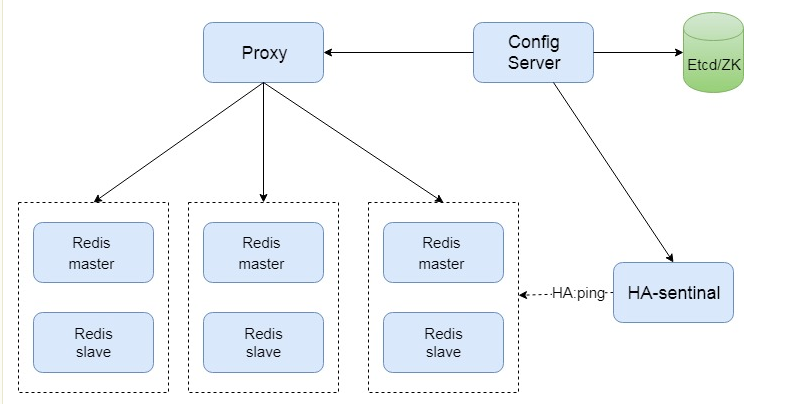 Proxy
Config
Server
Etcd/ZK
Redis
master
Redis
master
Redis
master
HA:ping
HA-sentinal
Redis
slave
Redis
slave
Redis
slave